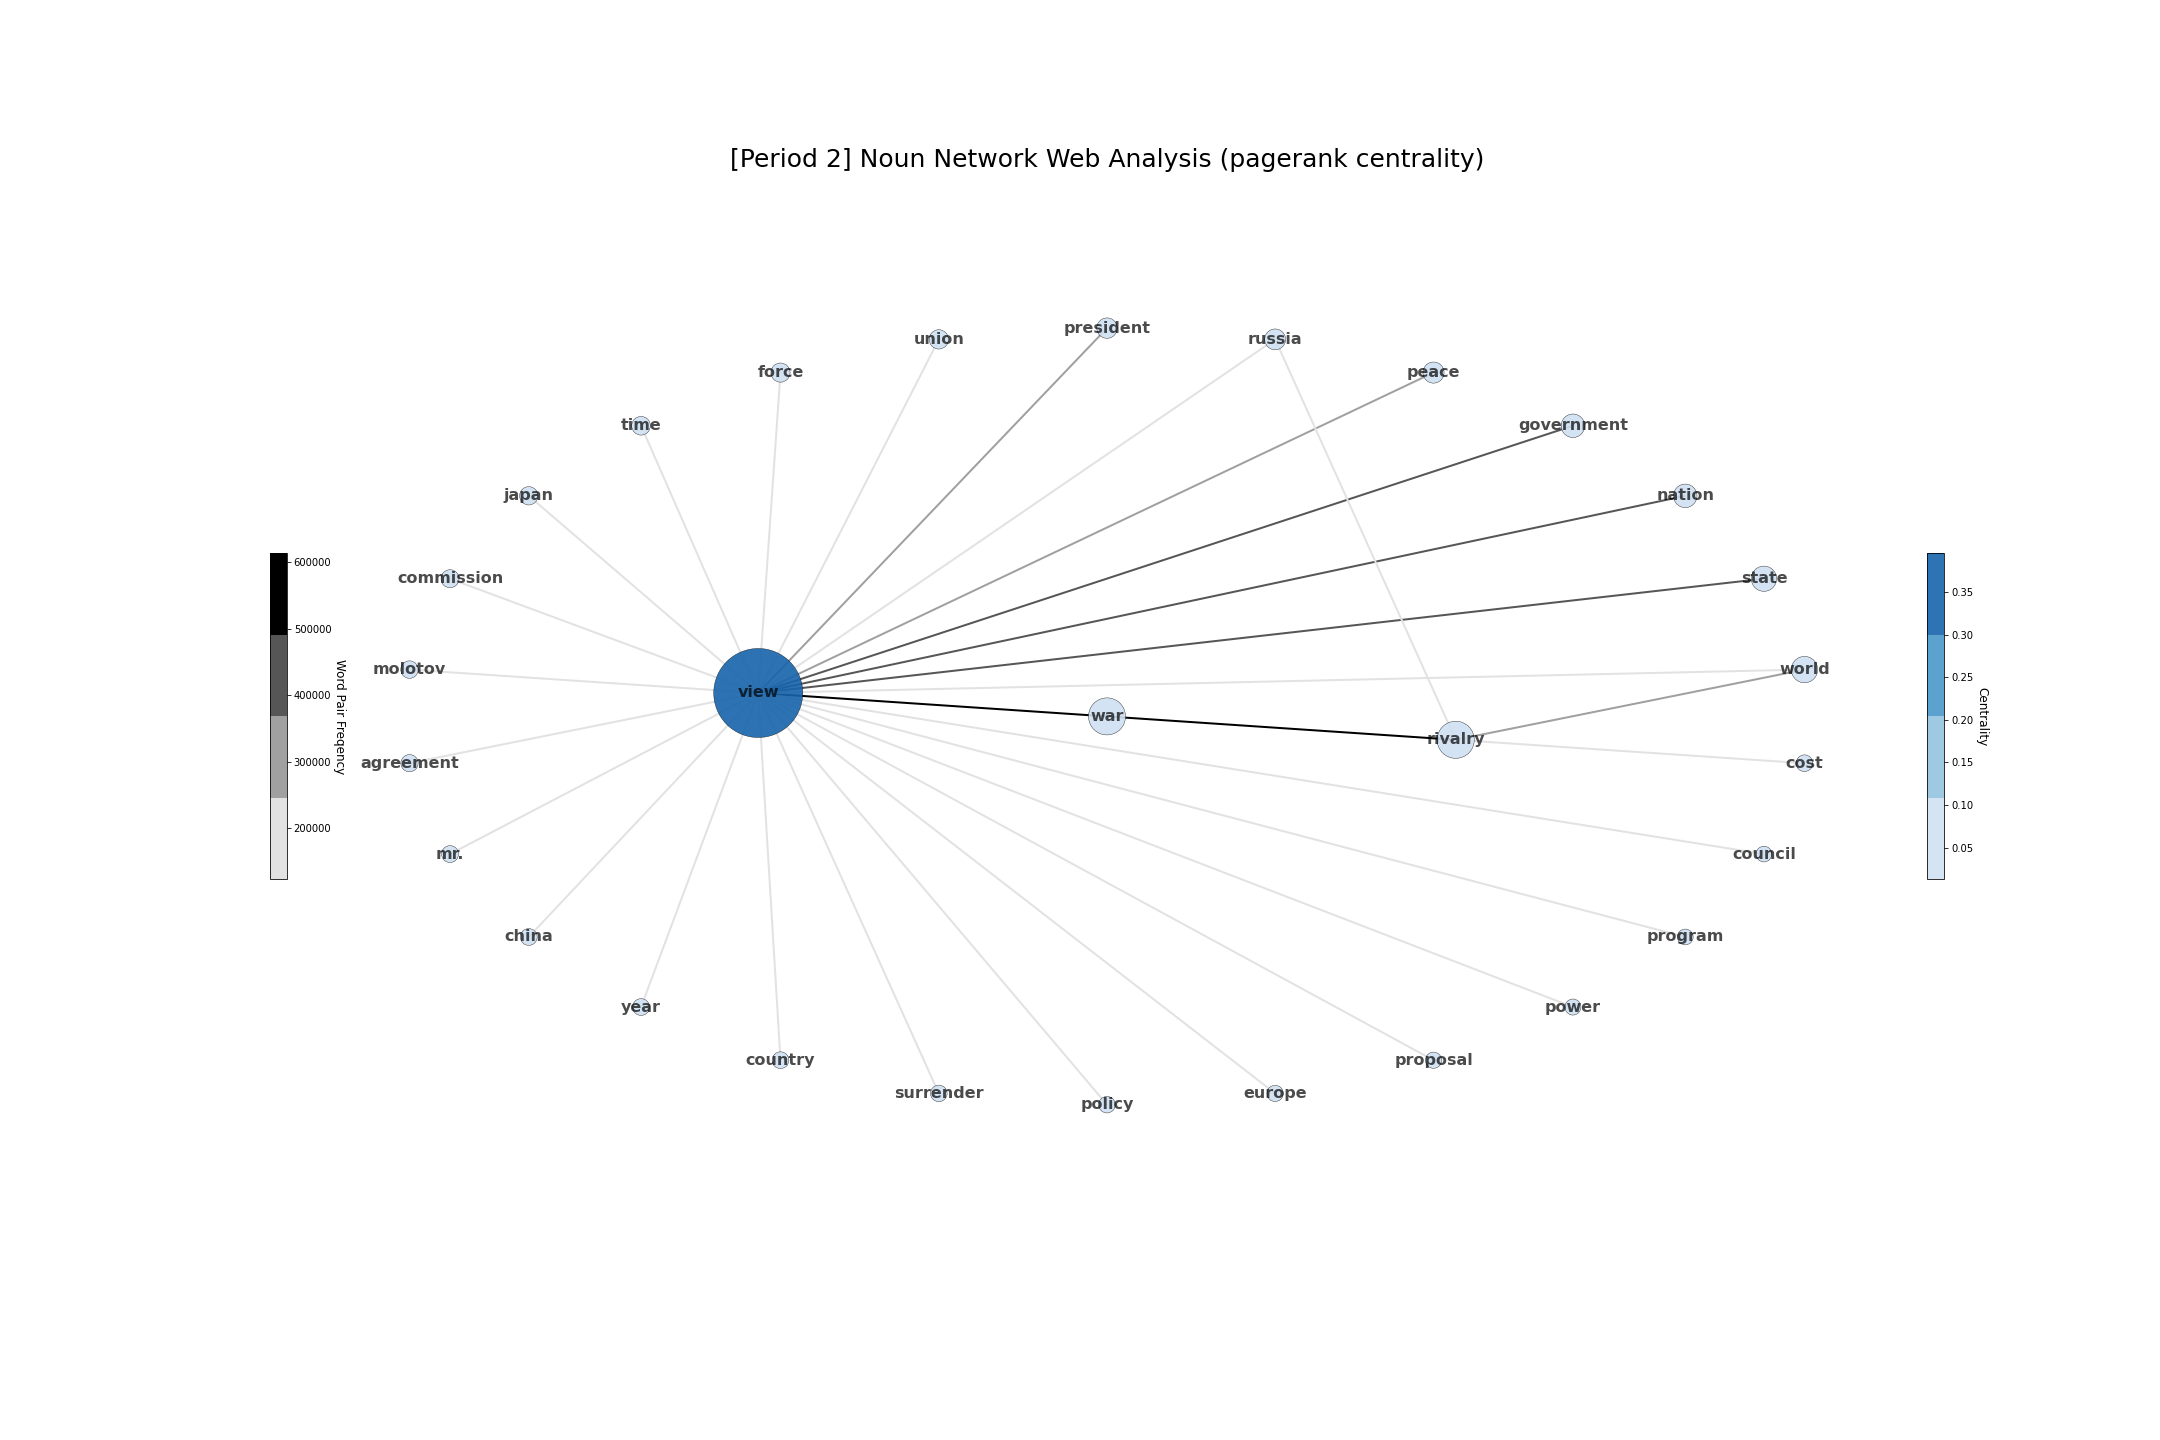 [Period 2] Noun Network Web Analysis (pagerank centrality)
president
union
russia
force
peace
time
government
japan
nation
commission
state
molotov
world
view
war
rivalry
agreement
cost
mr.
council
china
program
year
power
country
proposal
surrender
europe
policy
600000
500000
400000
300000
200000
Word Pair Freqency
0.35
0.30
0.25
0.20
0.15
0.10
0.05
Centrality